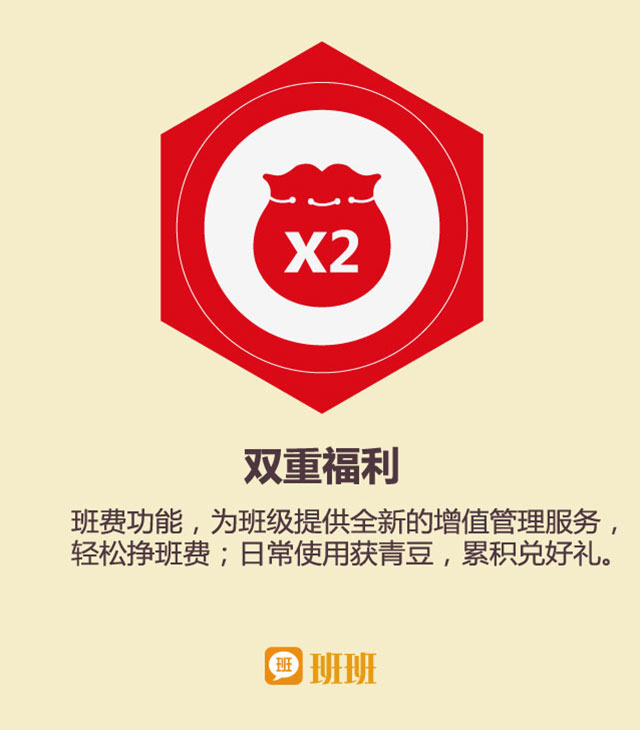 X2
双重福利
班费功能，为班级提供全新的增值管理服务，
轻松挣班费；日常使用获青豆，累积兑好礼。
班 班班